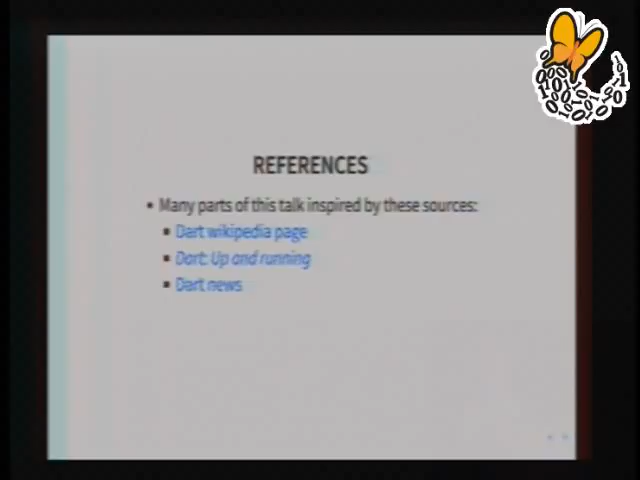 REFERENCES
• Many parts of this talk inspired by these sources:
▪ Dart wikipedia page
▪ Dart: Up and running
▪ Dart news